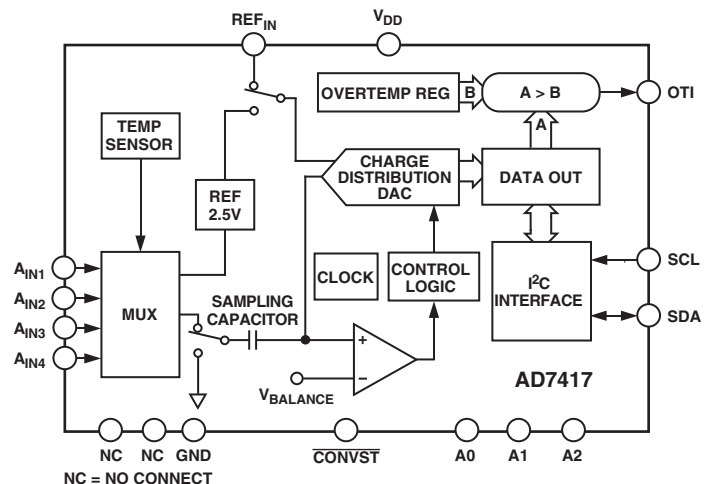 REFIN
VDD
OVERTEMP REG
B
A > B
OTI
A
TEMP
SENSOR
CHARGE
DISTRIBUTION
DAC
DATA OUT
REF
2.5V
AIN1
AIN2
AIN3
AIN4
MUX
SAMPLING
CAPACITOR
CLOCK
CONTROL
LOGIC
I2C
INTERFACE
SCL
SDA
+
−
VBALANCE
AD7417
NC
NC
GND
CONVST
A0
A1
A2
NC = NO CONNECT